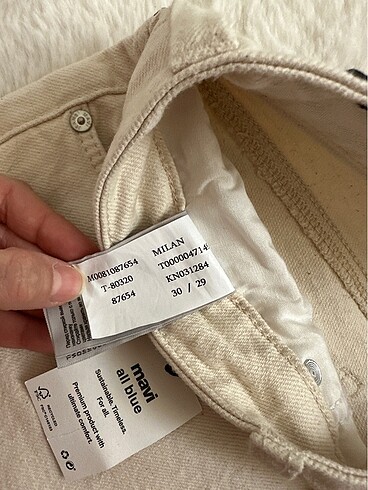 MILAN
M0081087654
T-80320
87654
T000004714
KN031284
30 / 29
mavi
all blue
Sustainable. Timeless.
For all.
Premium product with
ultimate comfort.
RECYCLED